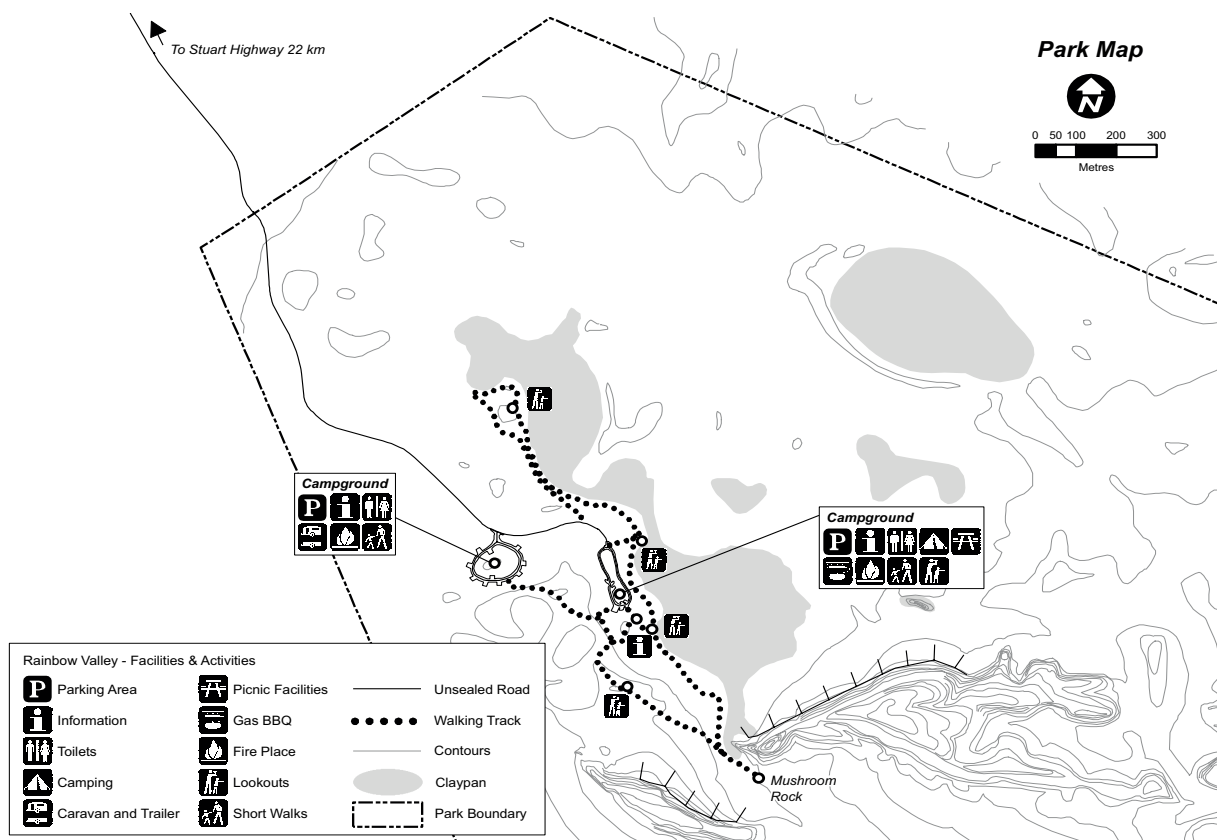 To Stuart Highway 22 km
Park Map
N
0 50 100 200 300
Metres
Campground
P i
Campground
P i
i
Mushroom
Rock
Rainbow Valley - Facilities & Activities
P Parking Area
i Information
Toilets
Camping
Caravan and Trailer
Picnic Facilities
Gas BBQ
Fire Place
Lookouts
Short Walks
Unsealed Road
Walking Track
Contours
Claypan
Park Boundary